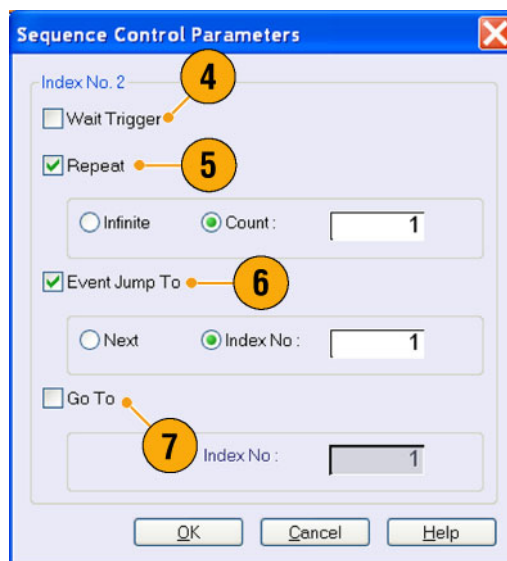 Sequence Control Parameters
Index No. 2
4
Wait Trigger
Repeat
5
Infinite
Count :
1
Event Jump To
6
Next
Index No :
1
Go To
7
Index No :
1
OK
Cancel
Help